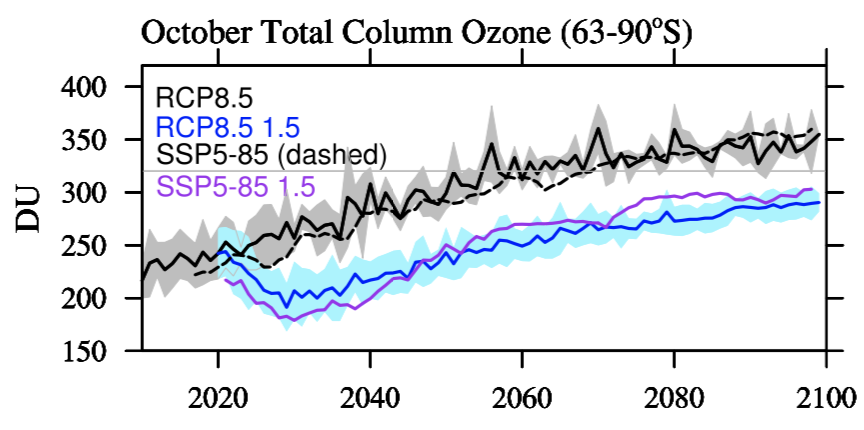 October Total Column Ozone (63-90°S)
DU
400
350
300
250
200
150
RCP8.5
RCP8.5 1.5
SSP5-85 (dashed)
SSP5-85 1.5
2020 2040 2060 2080 2100